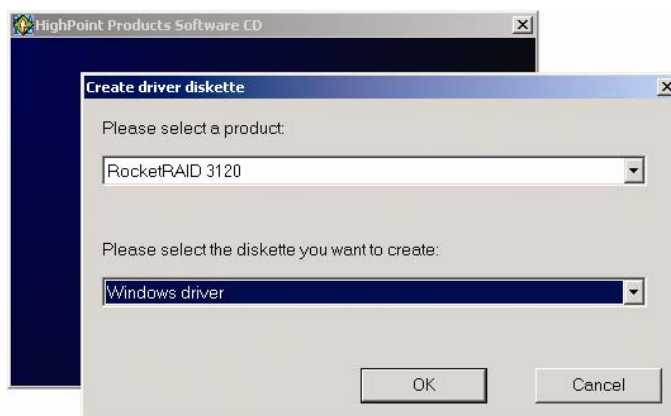 HighPoint Products Software CD
Create driver diskette
Please select a product:
RocketRAID 3120
Please select the diskette you want to create:
Windows driver
OK
Cancel